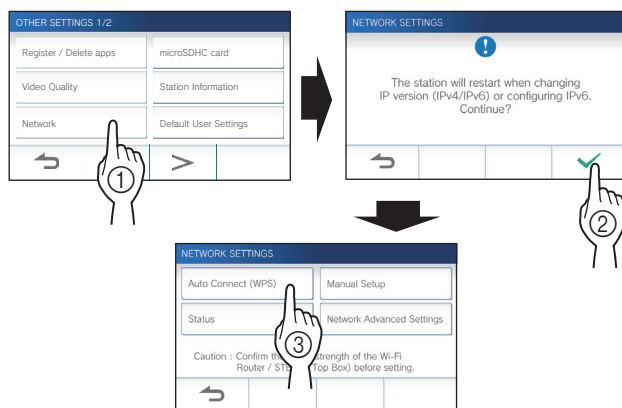 OTHER SETTINGS 1/2
Register / Delete apps
microSDHC card
Video Quality
Station Information
Network
Default User Settings
1
NETWORK SETTINGS
The station will restart when changing
IP version (IPv4/IPv6) or configuring IPv6.
Continue?
2
NETWORK SETTINGS
Auto Connect (WPS)
Manual Setup
Status
Network Advanced Settings
3
Caution : Confirm the strength of the Wi-Fi
Router / Top Box) before setting.